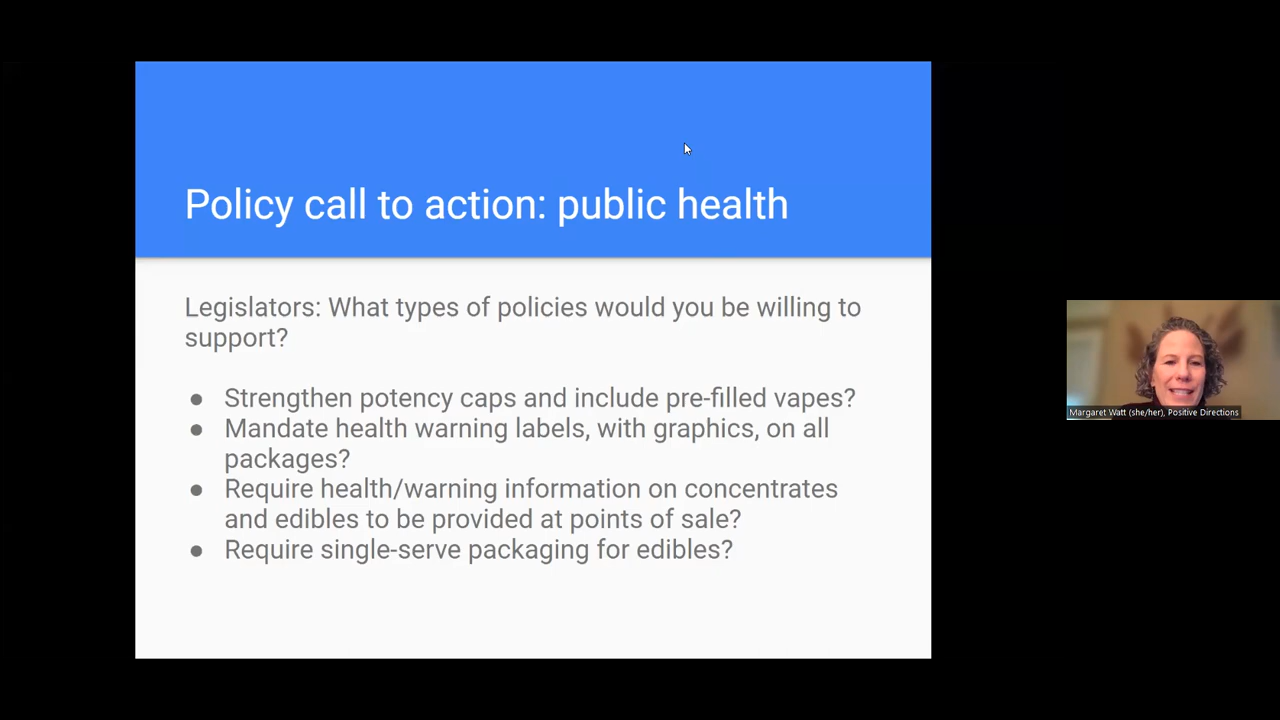 Policy call to action: public health
Legislators: What types of policies would you be willing to
support?
● Strengthen potency caps and include pre-filled vapes?
● Mandate health warning labels, with graphics, on all
packages?
● Require health/warning information on concentrates
and edibles to be provided at points of sale?
● Require single-serve packaging for edibles?
Margaret Watt (she/her), Positive Directions